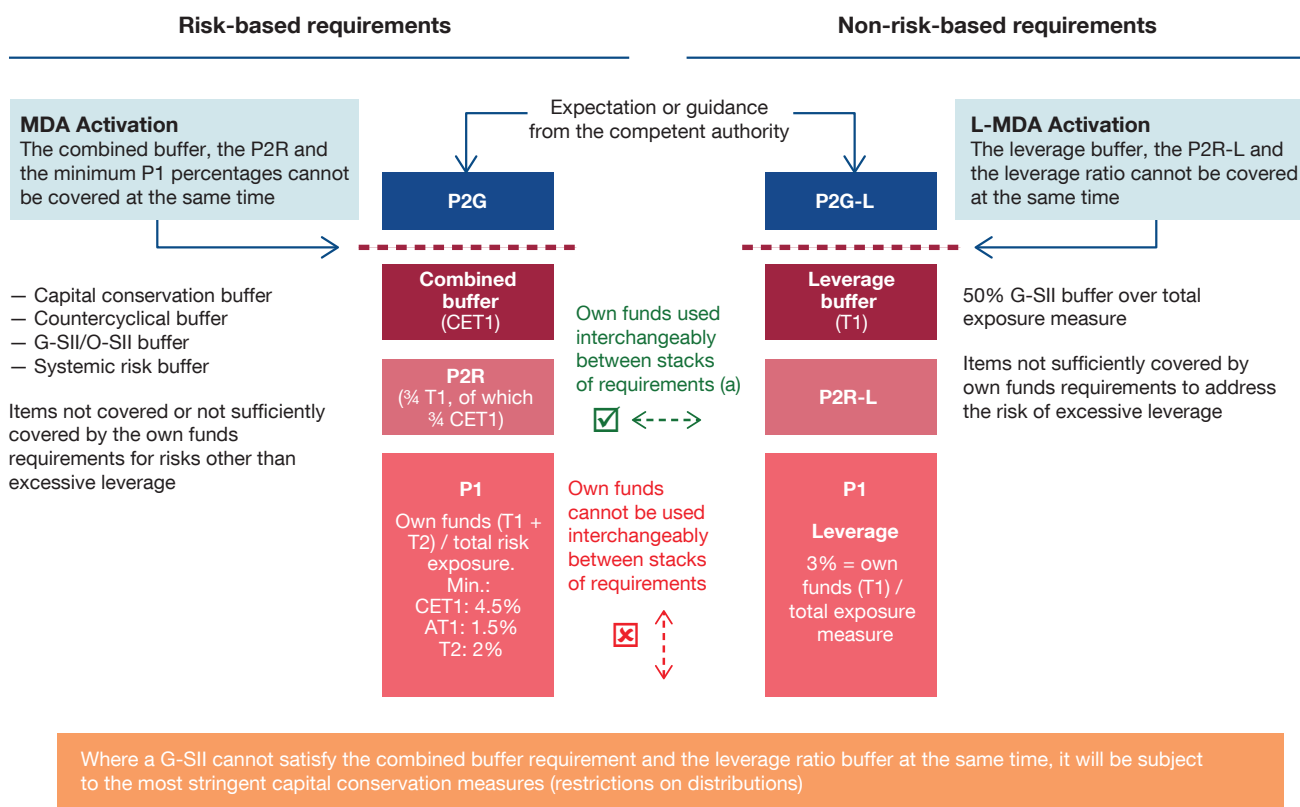 Risk-based requirements
Non-risk-based requirements
MDA Activation
The combined buffer, the P2R and
the minimum P1 percentages cannot
be covered at the same time
Expectation or guidance
from the competent authority
L-MDA Activation
The leverage buffer, the P2R-L and
the leverage ratio cannot be covered
at the same time
P2G
P2G-L
— Capital conservation buffer
— Countercyclical buffer
— G-SII/O-SII buffer
— Systemic risk buffer
Items not covered or not sufficiently
covered by the own funds
requirements for risks other than
excessive leverage
Combined
buffer
(CET1)
P2R
(¾ T1, of which
¾ CET1)
P1
Own funds (T1 +
T2) / total risk
exposure.
Min.:
CET1: 4.5%
AT1: 1.5%
T2: 2%
Own funds used
interchangeably
between stacks
of requirements (a)
Own funds
cannot be used
interchangeably
between stacks
of requirements
Leverage
buffer
(T1)
P2R-L
P1
Leverage
3% = own
funds (T1) /
total exposure
measure
50% G-SII buffer over total
exposure measure
Items not sufficiently covered by
own funds requirements to address
the risk of excessive leverage
Where a G-SII cannot satisfy the combined buffer requirement and the leverage ratio buffer at the same time, it will be subject
to the most stringent capital conservation measures (restrictions on distributions)